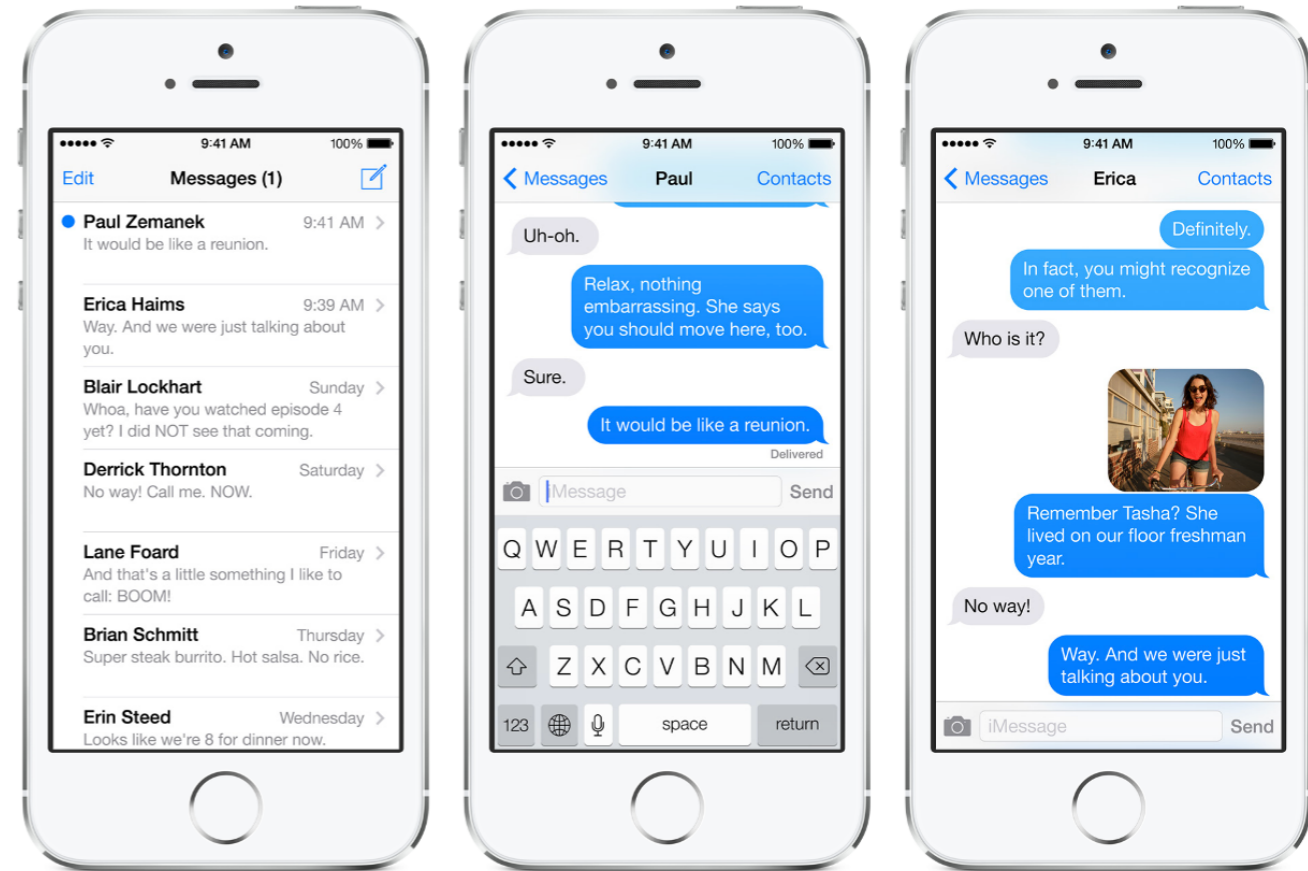 9:41 AM 100%
Edit Messages (1)
Paul Zemanek 9:41 AM
It would be like a reunion.
Erica Haims 9:39 AM
Way. And we were just talking about
you.
Blair Lockhart Sunday
Whoa, have you watched episode 4
yet? I did NOT see that coming.
Derrick Thornton Saturday
No way! Call me. NOW.
Lane Foard Friday
And that's a little something I like to
call: BOOM!
Brian Schmitt Thursday
Super steak burrito. Hot salsa. No rice.
Erin Steed Wednesday
Looks like we're 8 for dinner now.
9:41 AM 100%
Messages Paul Contacts
Uh-oh.
Relax, nothing
embarrassing. She says
you should move here, too.
Sure.
It would be like a reunion.
Delivered
iMessage Send
Q W E R T Y U I O P
A S D F G H J K L
Z X C V B N M
123 space return
9:41 AM 100%
Messages Erica Contacts
Definitely.
In fact, you might recognize
one of them.
Who is it?
Remember Tasha? She
lived on our floor freshman
year.
No way!
Way. And we were just
talking about you.
iMessage Send